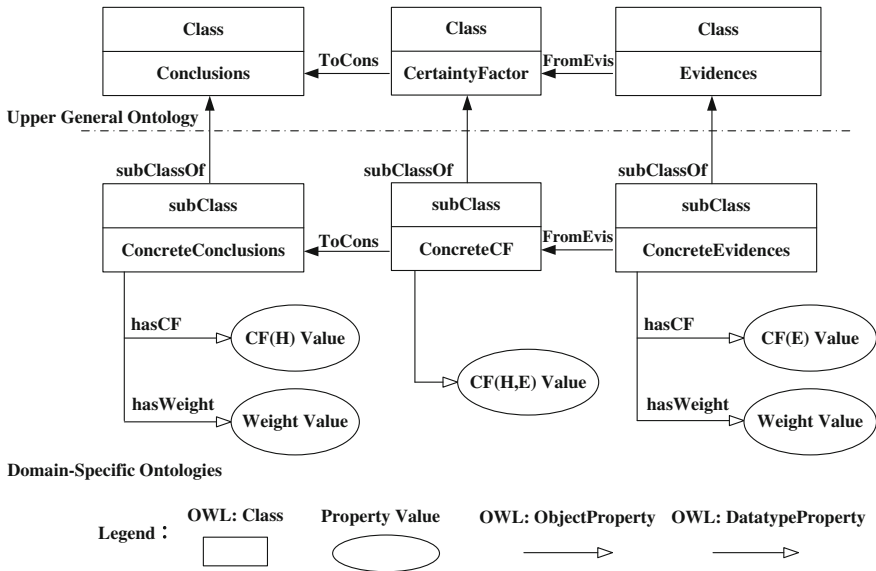 Class
Class
Class
ToCons
FromEvis
Conclusions
CertaintyFactor
Evidences
Upper General Ontology
subClassOf
subClassOf
subClassOf
subClass
subClass
subClass
ToCons
FromEvis
ConcreteConclusions
ConcreteCF
ConcreteEvidences
hasCF
hasCF
CF(H) Value
CF(E) Value
CF(H,E) Value
hasWeight
hasWeight
Weight Value
Weight Value
Domain-Specific Ontologies
Legend：
OWL: Class
Property Value
OWL: ObjectProperty
OWL: DatatypeProperty